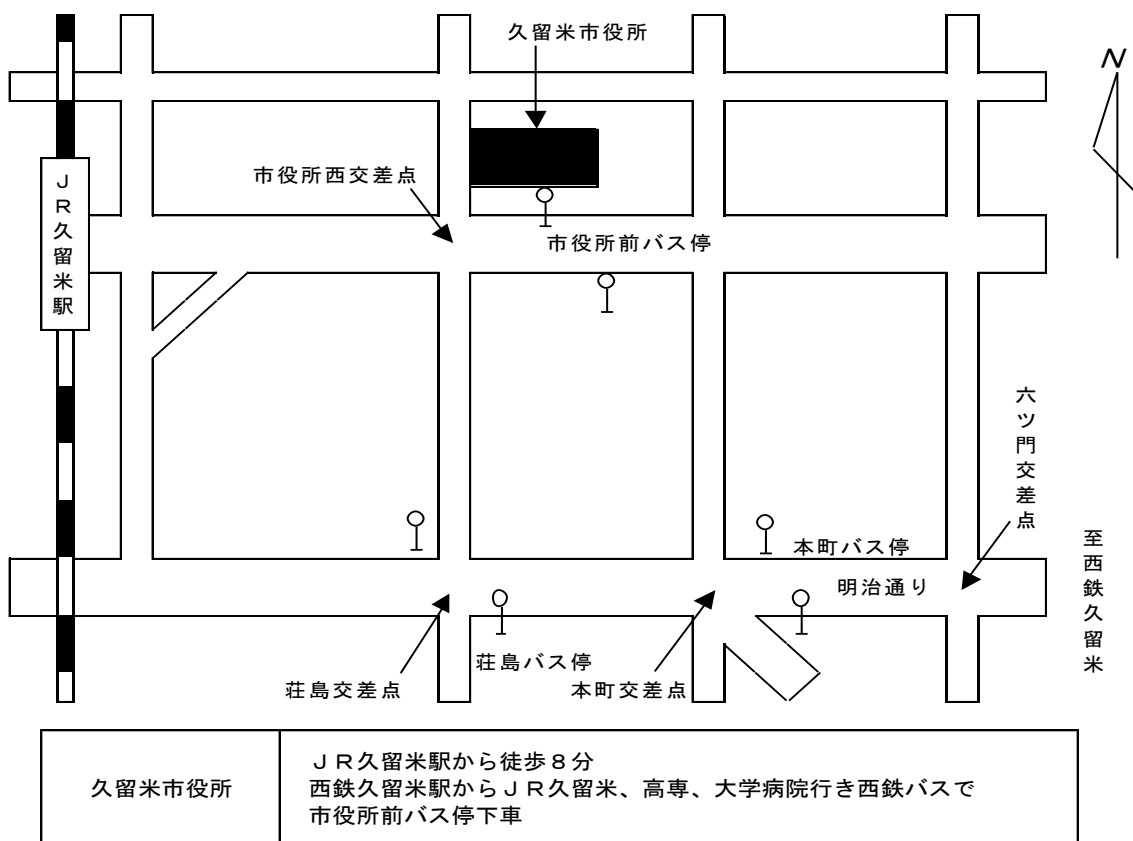 久留米市役所
N
市役所西交差点
ＪＲ久留米駅
市役所前バス停
六ツ門交差点
本町バス停
明治通り
至西鉄久留米
荘島バス停
荘島交差点
本町交差点
久留米市役所
ＪＲ久留米駅から徒歩８分
西鉄久留米駅からＪＲ久留米、高専、大学病院行き西鉄バスで
市役所前バス停下車